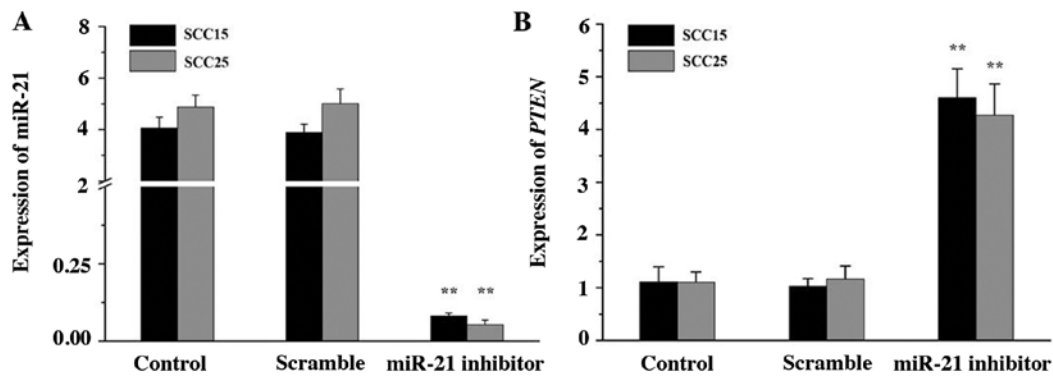 A
8
6
4
2
2
0.25
0.00
Expression of miR-21
SCC15
SCC25
**
**
Control
Scramble
miR-21 inhibitor
B
6
5
4
3
2
1
0
Expression of PTEN
SCC15
SCC25
**
**
Control
Scramble
miR-21 inhibitor